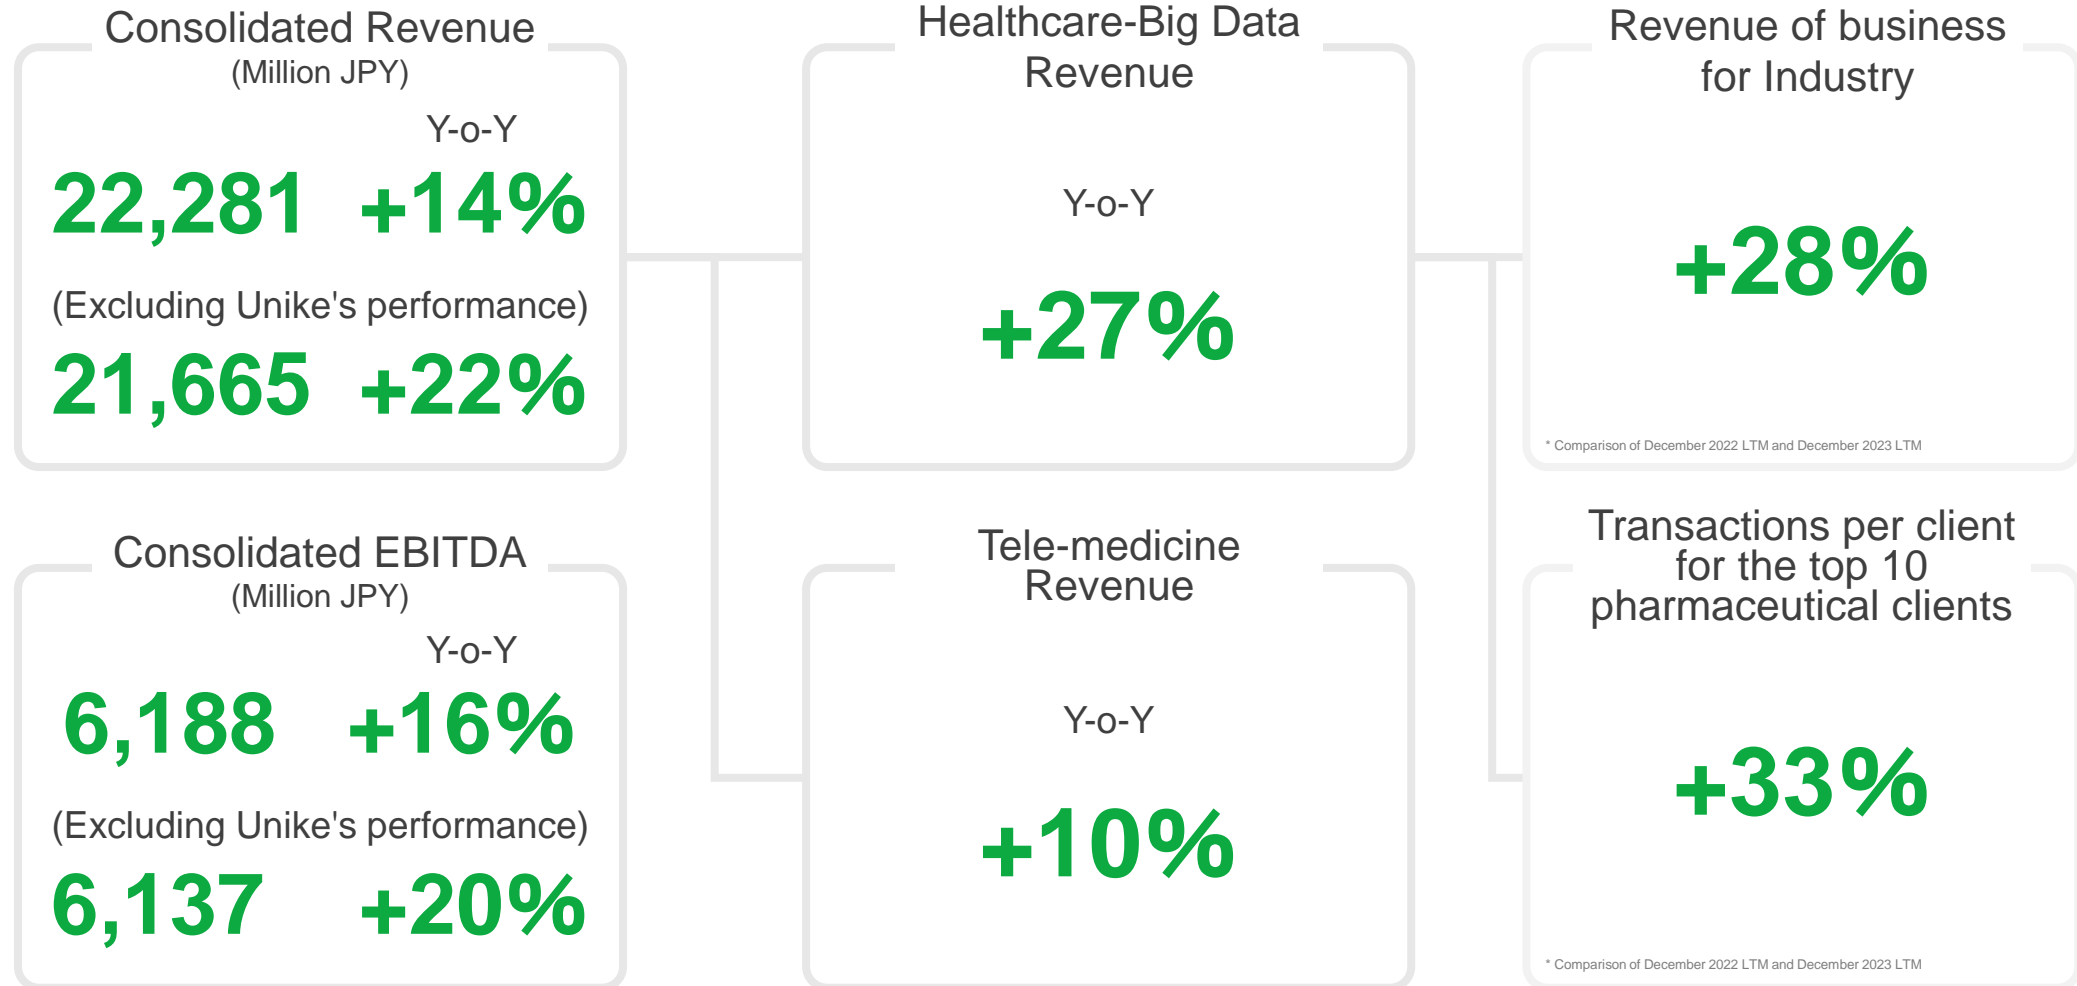 Consolidated Revenue
(Million JPY)
Y-o-Y
22,281 +14%
(Excluding Unike's performance)
21,665 +22%
Consolidated EBITDA
(Million JPY)
Y-o-Y
6,188 +16%
(Excluding Unike's performance)
6,137 +20%
Healthcare-Big Data
Revenue
Y-o-Y
+27%
Tele-medicine
Revenue
Y-o-Y
+10%
Revenue of business
for Industry
+28%
* Comparison of December 2022 LTM and December 2023 LTM
Transactions per client
for the top 10
pharmaceutical clients
+33%
* Comparison of December 2022 LTM and December 2023 LTM